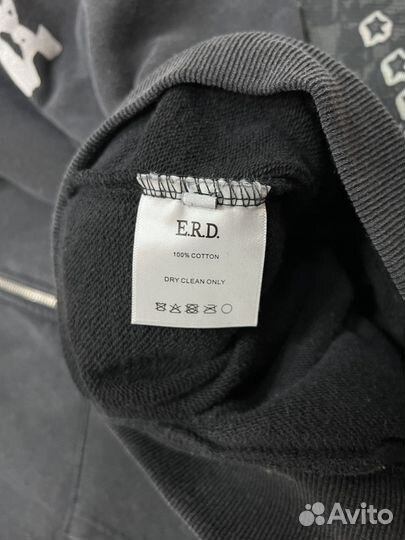 E.R.D.
100% COTTON
DRY CLEAN ONLY
Avito